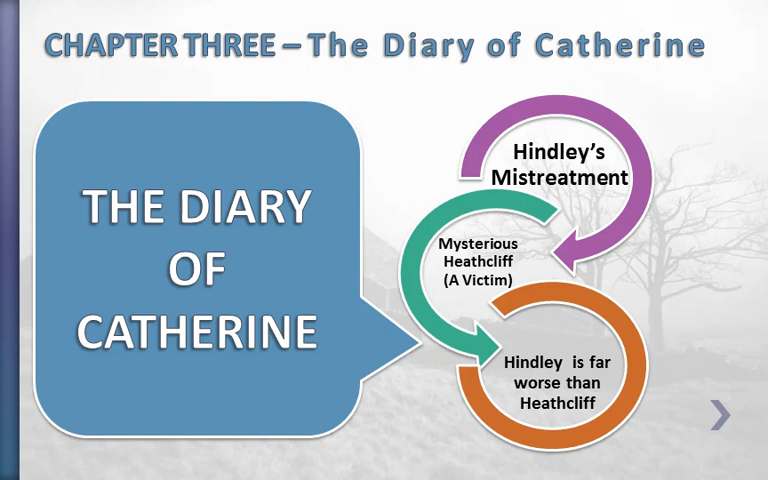 CHAPTER THREE – The Diary of Catherine
THE DIARY
OF
CATHERINE
Hindley’s
Mistreatment
Mysterious
Heathcliff
(A Victim)
Hindley is far
worse than
Heathcliff